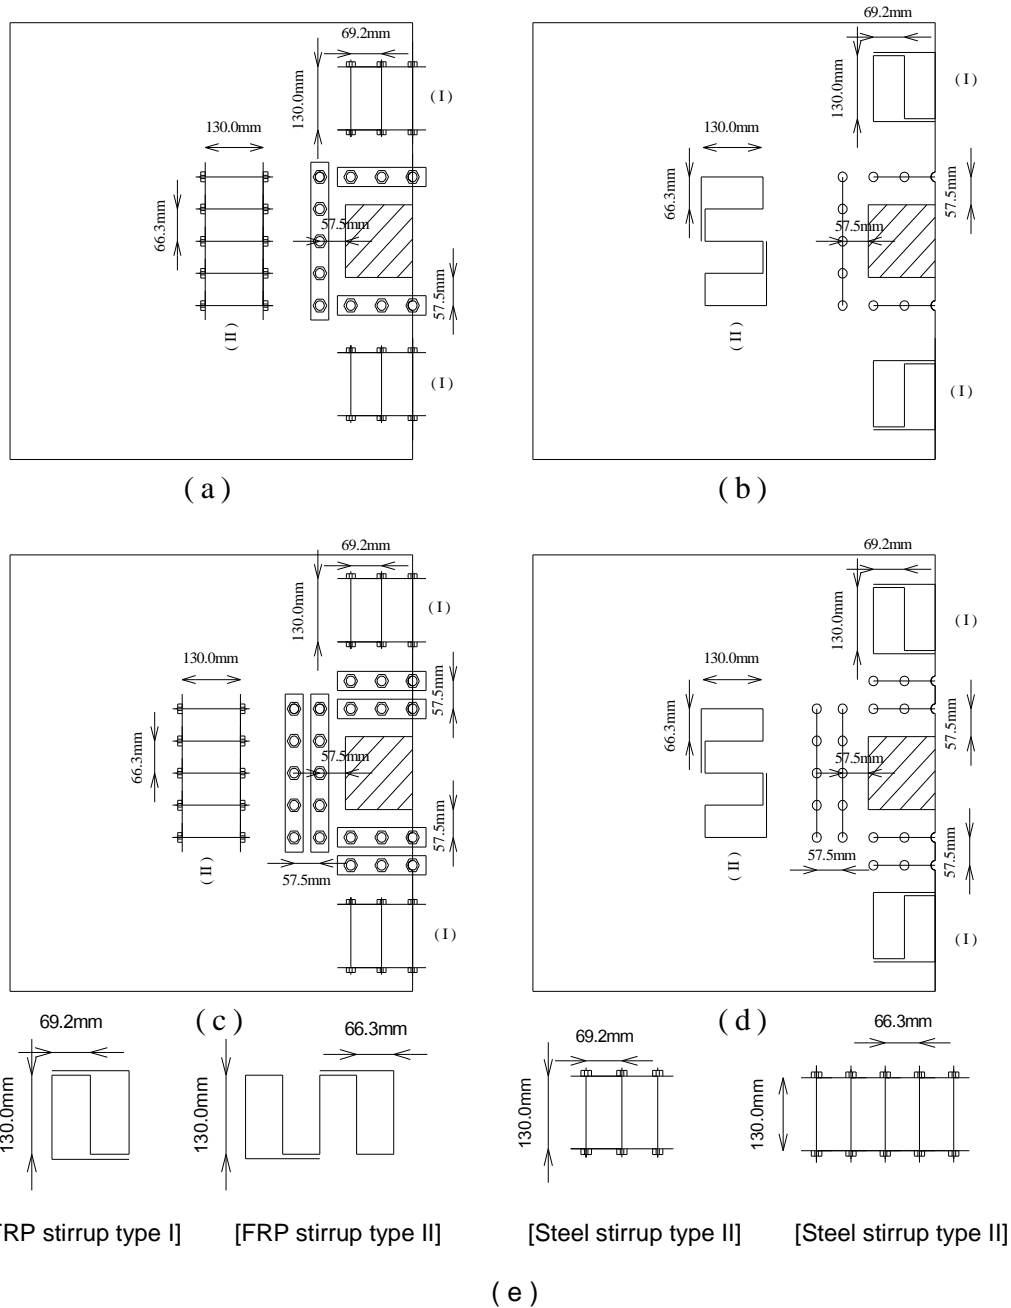 69.2mm
( I )
130.0mm
130.0mm
66.3mm
57.5mm
57.5mm
( II )
( I )
( a )
69.2mm
( I )
130.0mm
130.0mm
66.3mm
57.5mm
57.5mm
( II )
( I )
( b )
69.2mm
( I )
130.0mm
130.0mm
57.5mm
66.3mm
57.5mm
57.5mm
( II )
57.5mm
( I )
( c )
69.2mm
( I )
130.0mm
130.0mm
66.3mm
57.5mm
57.5mm
57.5mm
57.5mm
( II )
( I )
( d )
69.2mm
130.0mm
66.3mm
130.0mm
69.2mm
130.0mm
66.3mm
130.0mm
FRP stirrup type I]
[FRP stirrup type II]
[Steel stirrup type II]
[Steel stirrup type II]
( e )